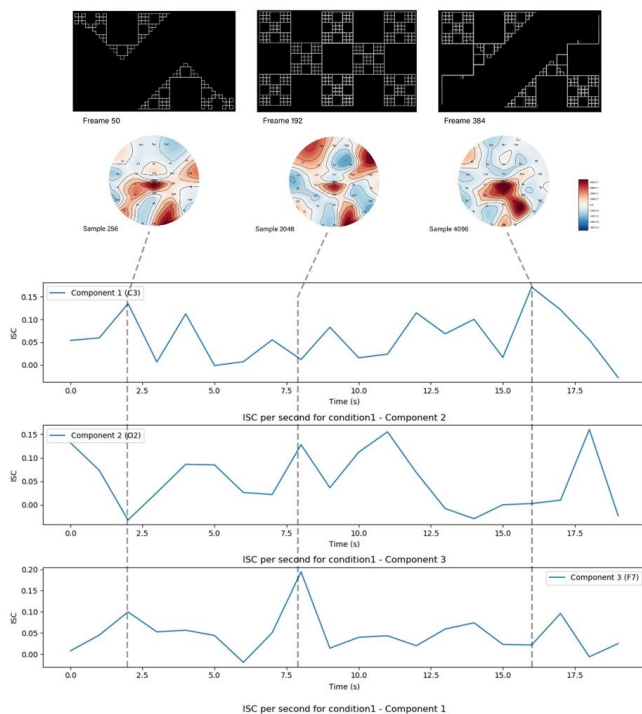 Freame 50
Freame 192
Freame 384
Sample 256
Sample 2048
Sample 4096
Component 1 (C3)
ISC
0.15
0.10
0.05
0.00
0.0 2.5 5.0 7.5 10.0 12.5 15.0 17.5
Time (s)
ISC per second for condition1 - Component 2
Component 2 (O2)
ISC
0.15
0.10
0.05
0.00
0.0 2.5 5.0 7.5 10.0 12.5 15.0 17.5
Time (s)
ISC per second for condition1 - Component 3
Component 3 (F7)
ISC
0.20
0.15
0.10
0.05
0.00
0.0 2.5 5.0 7.5 10.0 12.5 15.0 17.5
Time (s)
ISC per second for condition1 - Component 1